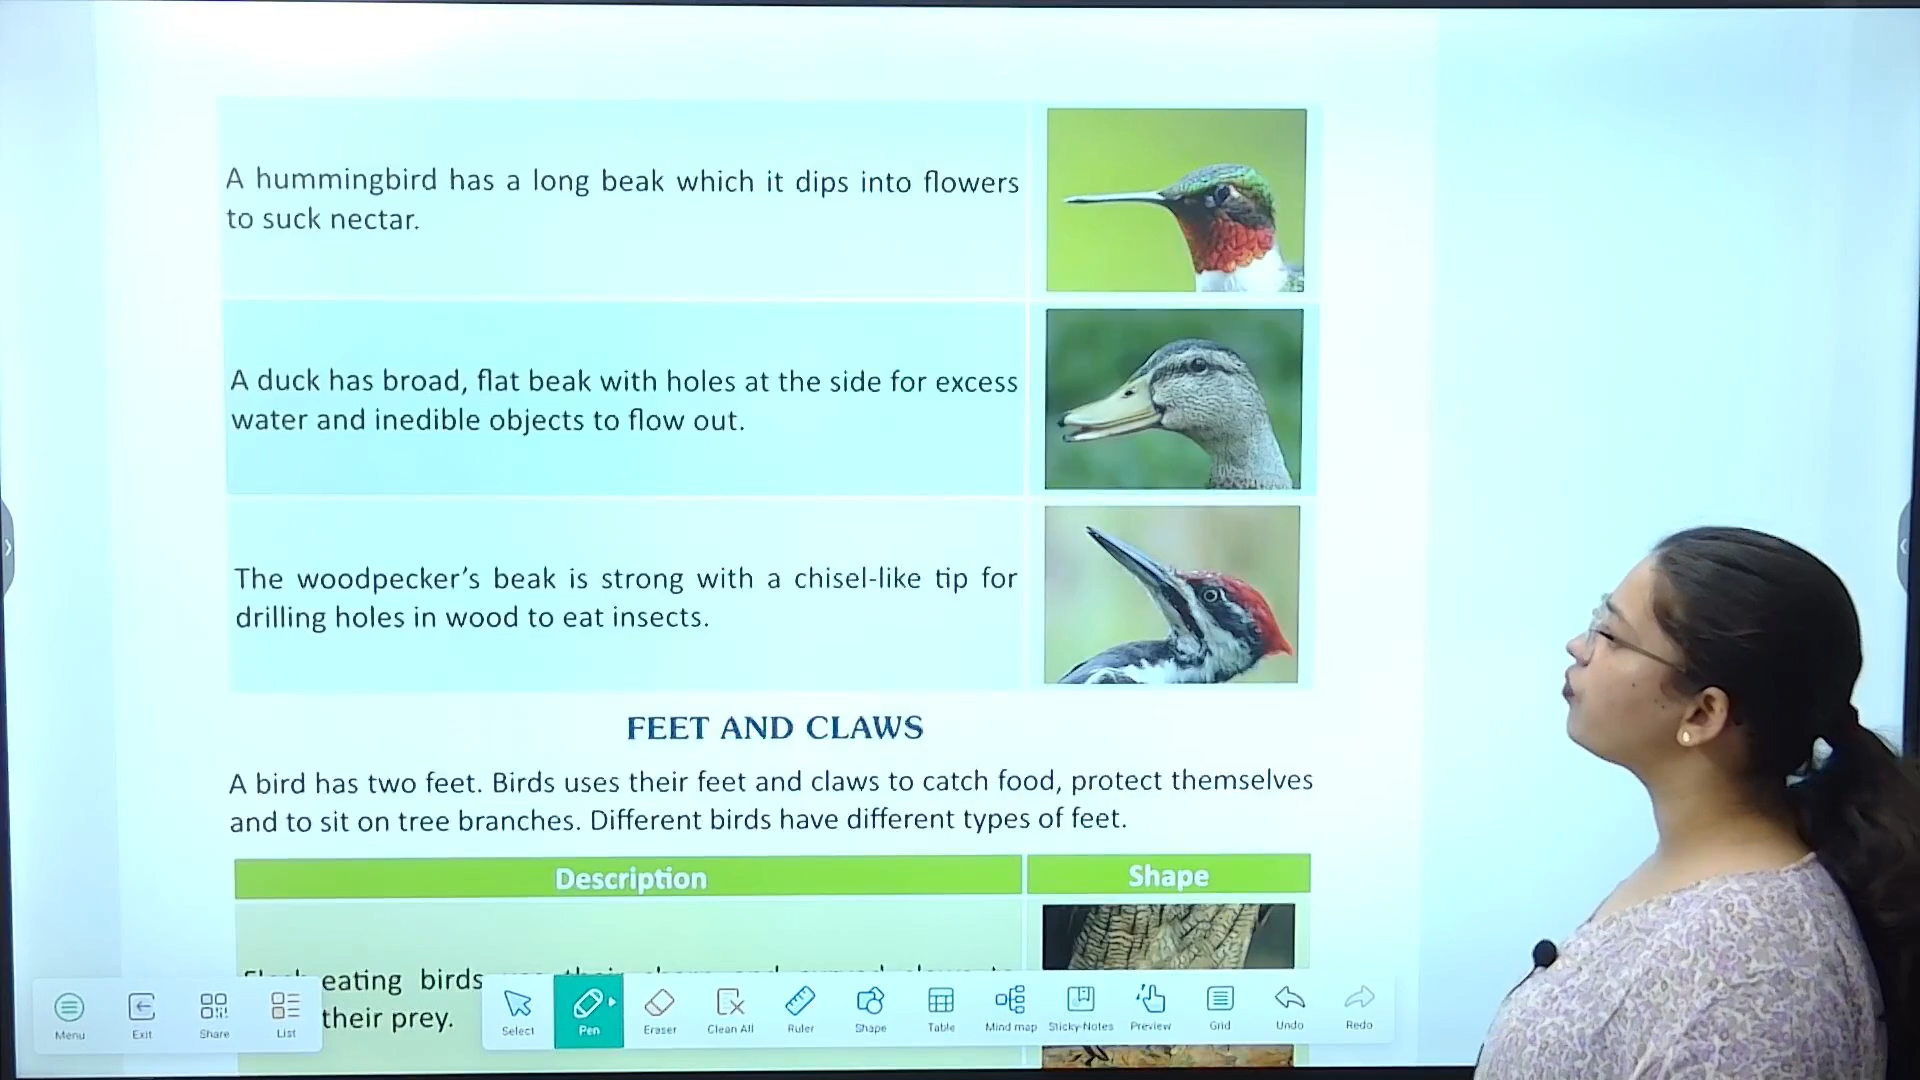 A hummingbird has a long beak which it dips into flowers
to suck nectar.
A duck has broad, flat beak with holes at the side for excess
water and inedible objects to flow out.
The woodpecker's beak is strong with a chisel-like tip for
drilling holes in wood to eat insects.
FEET AND CLAWS
A bird has two feet. Birds uses their feet and claws to catch food, protect themselves
and to sit on tree branches. Different birds have different types of feet.
Description Shape
eating birds
their prey.
Menu Exit Share List Select Pen Eraser Clean All Ruler Shape Table Mind map Sticky-Notes Preview Grid Undo Redo